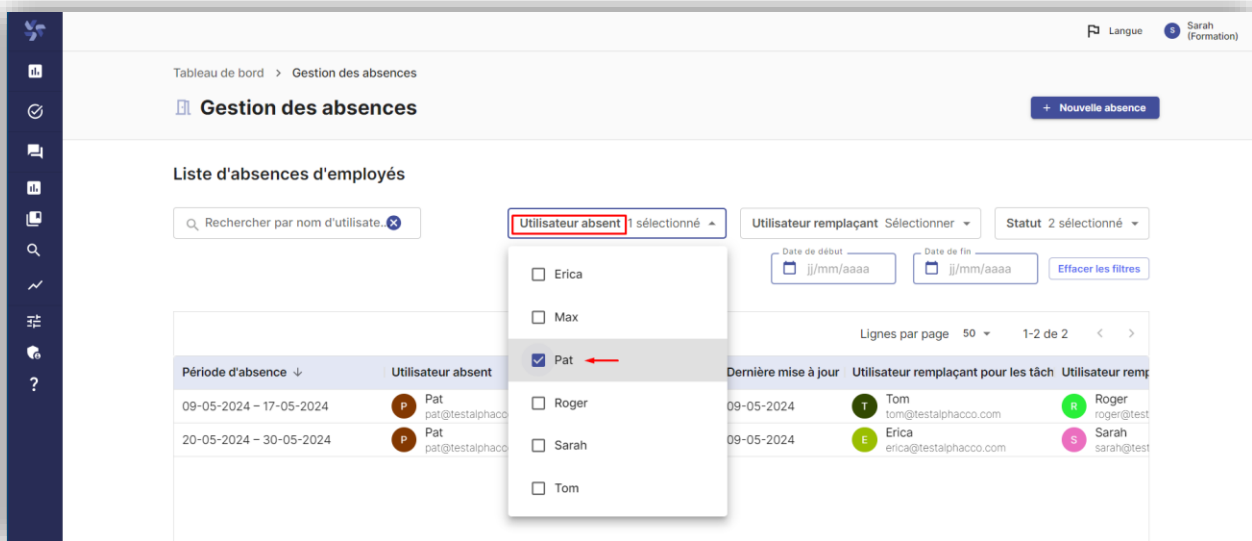 Langue
S
Sarah
(Formation)
Tableau de bord > Gestion des absences
Gestion des absences
+ Nouvelle absence
Liste d'absences d'employés
Rechercher par nom d'utilisate..
Utilisateur absent 1 sélectionné
Utilisateur remplaçant Sélectionner
Statut 2 sélectionné
Date de début
jj/mm/aaaa
Date de fin
jj/mm/aaaa
Effacer les filtres
Erica
Max
Pat
Roger
Sarah
Tom
Lignes par page 50
1-2 de 2
Période d'absence Utilisateur absent Dernière mise à jour Utilisateur remplaçant pour les tâch Utilisateur remp
09-05-2024 – 17-05-2024 P Pat 09-05-2024 T Tom R Roger
pat@testalphacc tom@testalphacco.com roger@test
20-05-2024 – 30-05-2024 P Pat 09-05-2024 E Erica S Sarah
pat@testalphacc erica@testalphacco.com sarah@test
?